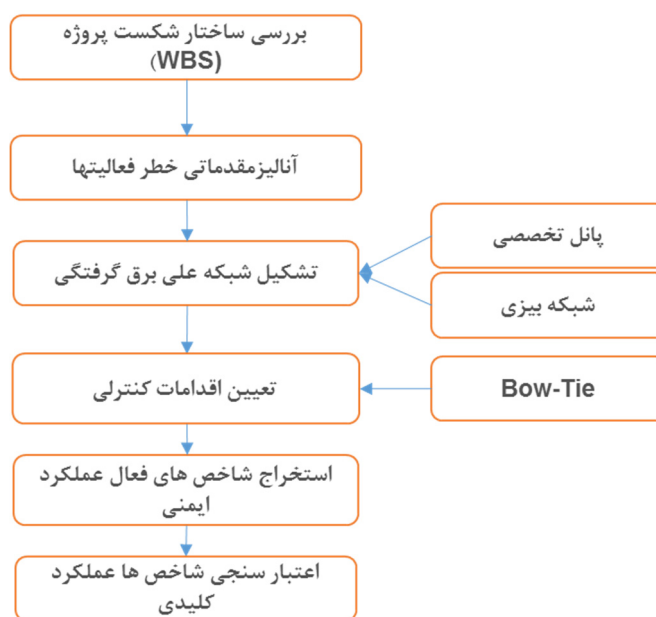 بررسی ساختار شکست پروژه
(WBS)
آنالیزمقدماتی خطر فعالیتها
پانل تخصصی
تشکیل شبکه علی برق گرفتگی
شبکه بیزی
تعیین اقدامات کنترلی
Bow-Tie
استخراج شاخص های فعال عملکرد
ایمنی
اعتبار سنجی شاخص ها عملکرد
کلیدی